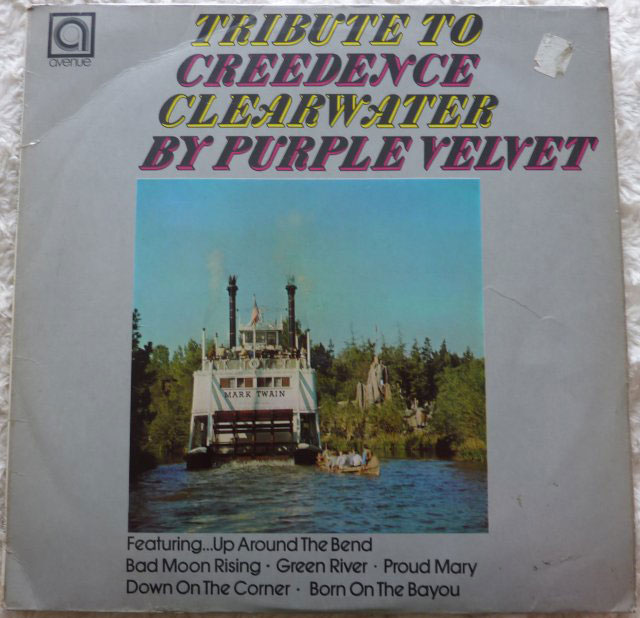 avenue
TRIBUTE TO
CREEDENCE
CLEARWATER
BY PURPLE VELVET
MARK TWAIN
Featuring...Up Around The Bend
Bad Moon Rising · Green River · Proud Mary
Down On The Corner · Born On The Bayou